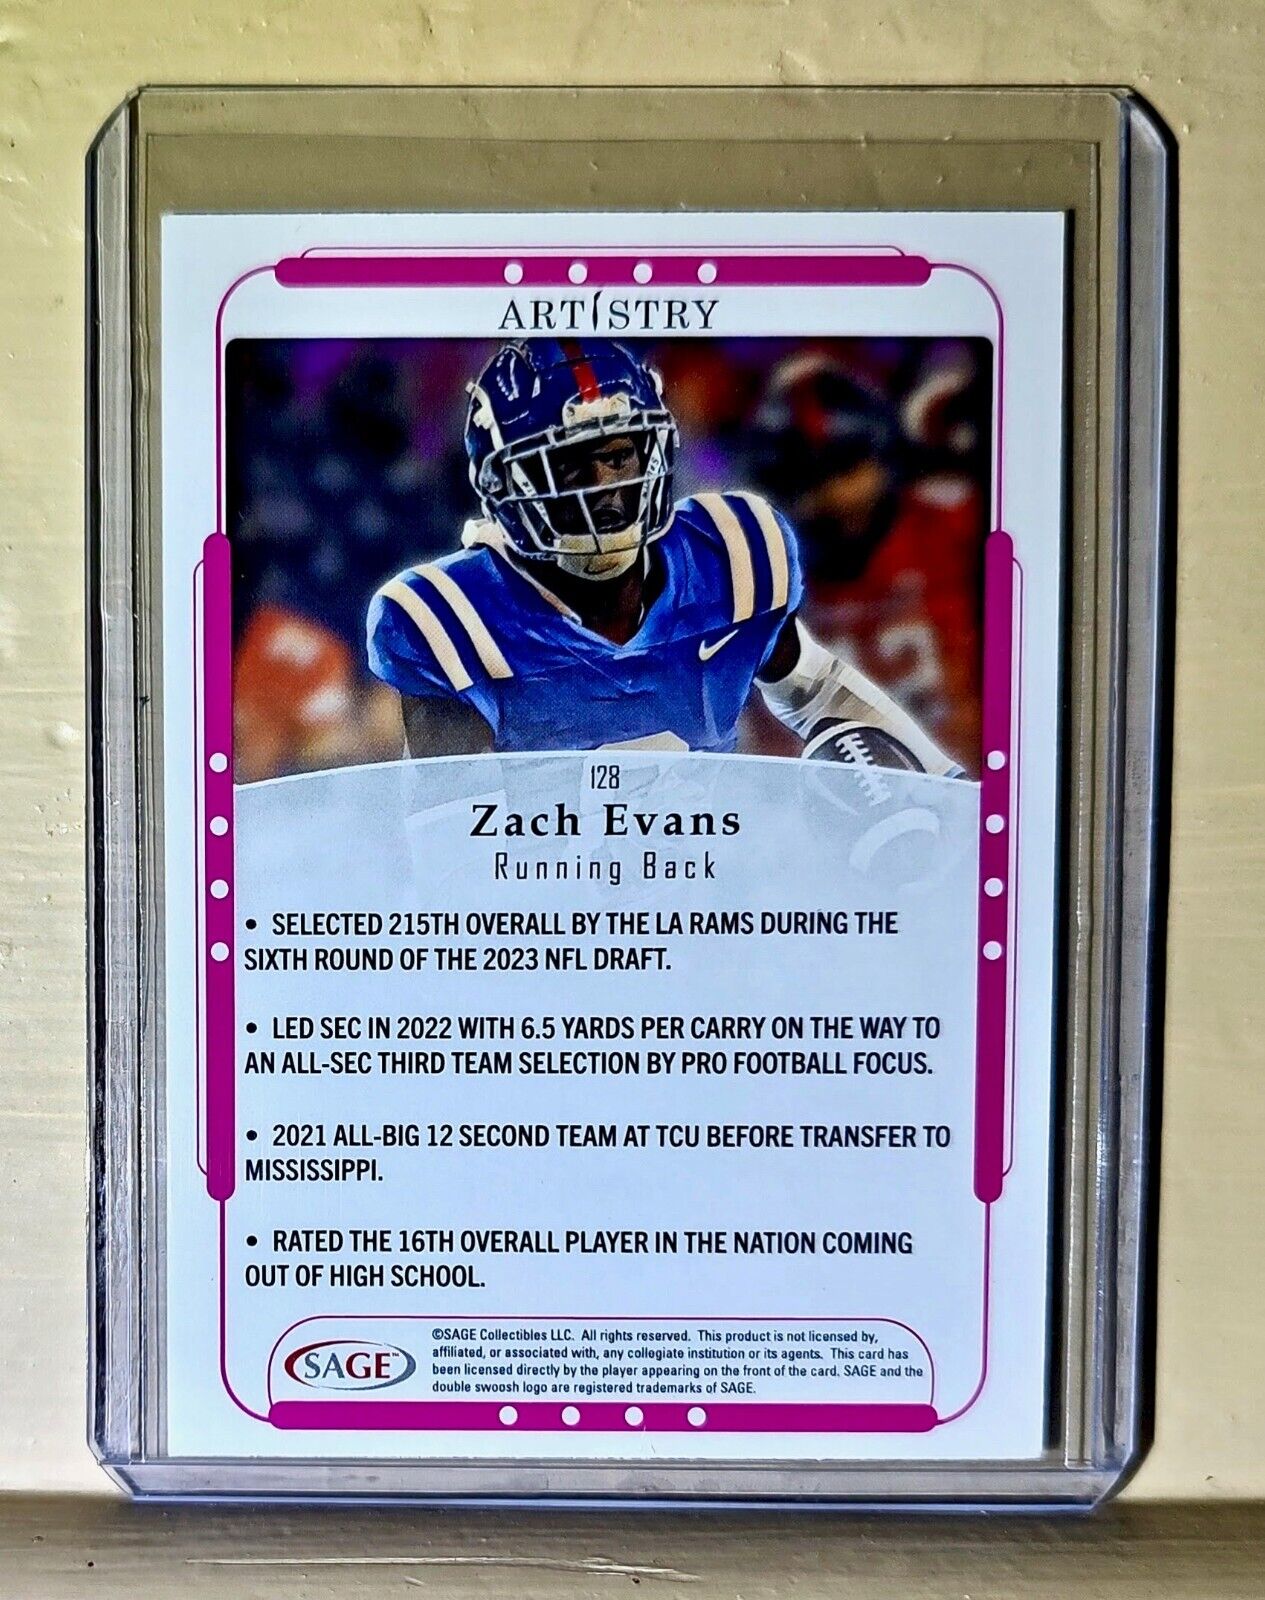 ARTISTRY
128
Zach Evans
Running Back
• SELECTED 215TH OVERALL BY THE LA RAMS DURING THE
SIXTH ROUND OF THE 2023 NFL DRAFT.
• LED SEC IN 2022 WITH 6.5 YARDS PER CARRY ON THE WAY TO
AN ALL-SEC THIRD TEAM SELECTION BY PRO FOOTBALL FOCUS.
• 2021 ALL-BIG 12 SECOND TEAM AT TCU BEFORE TRANSFER TO
MISSISSIPPI.
• RATED THE 16TH OVERALL PLAYER IN THE NATION COMING
OUT OF HIGH SCHOOL.
SAGE™
©SAGE Collectibles LLC. All rights reserved. This product is not licensed by,
affiliated, or associated with, any collegiate institution or its agents. This card has
been licensed directly by the player appearing on the front of the card. SAGE and the
double swoosh logo are registered trademarks of SAGE.